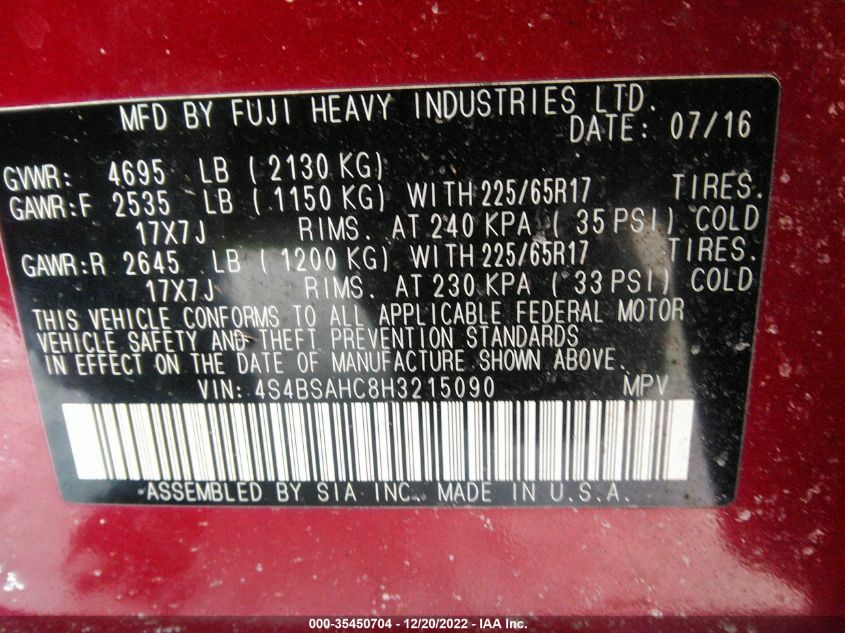 MFD BY FUJI HEAVY INDUSTRIES LTD.
DATE: 07/16
GVWR: 4695 LB (2130 KG)
GAWR:F 2535 LB (1150 KG) WITH 225/65R17 TIRES.
17X7J RIMS. AT 240 KPA (35 PSI) COLD
GAWR:R 2645 LB (1200 KG) WITH 225/65R17 TIRES.
17X7J RIMS. AT 230 KPA (33 PSI) COLD
THIS VEHICLE CONFORMS TO ALL APPLICABLE FEDERAL MOTOR
VEHICLE SAFETY AND THEFT PREVENTION STANDARDS
IN EFFECT ON THE DATE OF MANUFACTURE SHOWN ABOVE.
VIN: 4S4BSAHC8H3215090 MPV
ASSEMBLED BY SIA INC. MADE IN U.S.A.
000-35450704 - 12/20/2022 - IAA Inc.